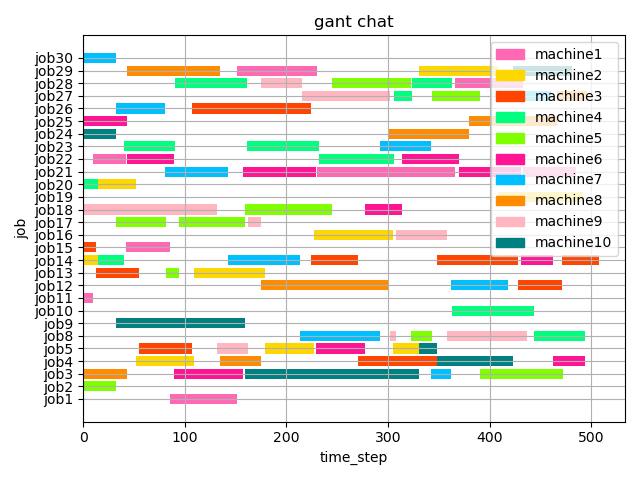 gant chat
job30
job29
job28
job27
job26
job25
job24
job23
job22
job21
job20
job19
job18
job17
job16
job15
job14
job13
job12
job11
job10
job9
job8
job5
job4
job3
job2
job1
job
machine1
machine2
machine3
machine4
machine5
machine6
machine7
machine8
machine9
machine10
0 100 200 300 400 500
time_step